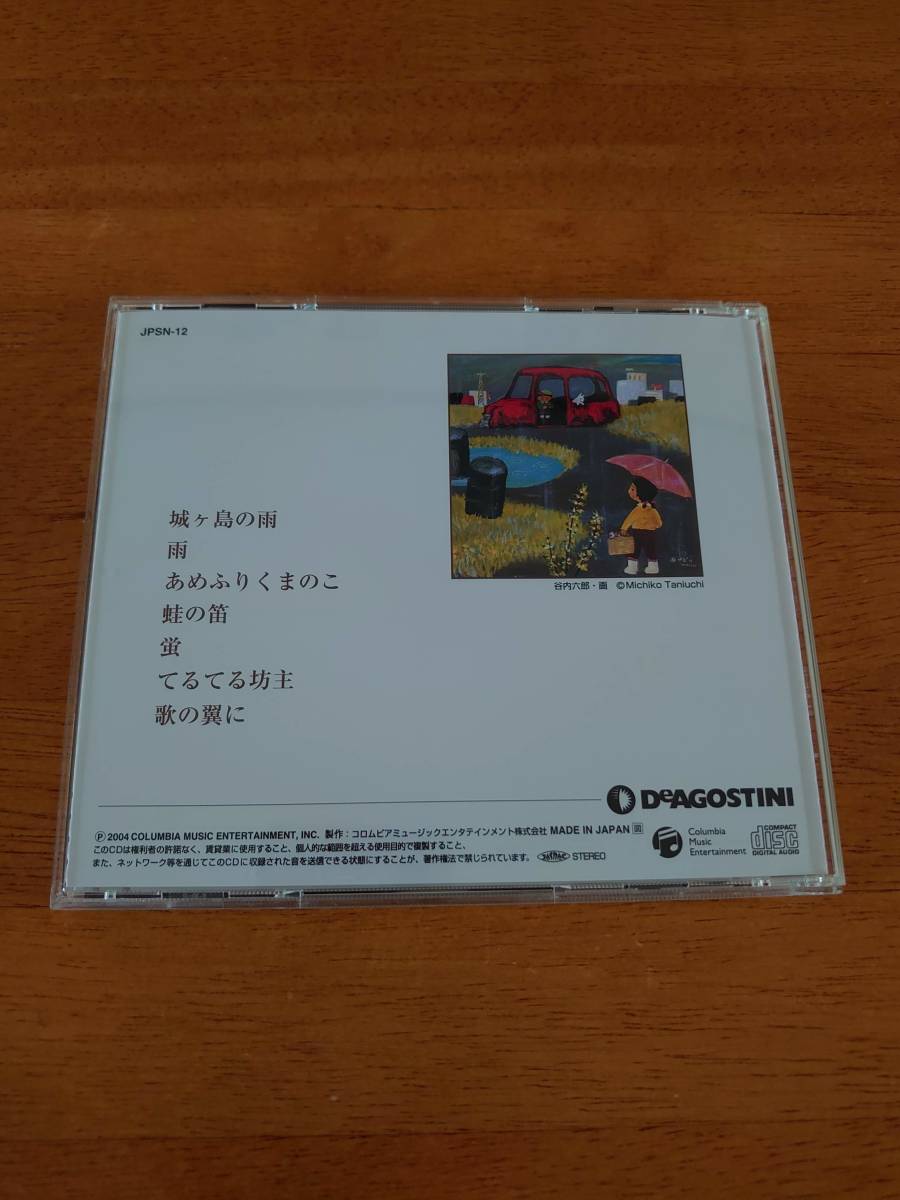 JPSN-12
城ヶ島の雨
雨
あめふりくまのこ
蛙の笛
蛍
てるてる坊主
歌の翼に
谷内六郎・画 ©Michiko Taniuchi
DeAGOSTINI
℗ 2004 COLUMBIA MUSIC ENTERTAINMENT, INC. 製作：コロムビアミュージックエンタテインメント株式会社 MADE IN JAPAN 図
このCDは権利者の許諾なく、賃貸業に使用すること、個人的な範囲を超える使用目的で複製すること、
また、ネットワーク等を通じてこのCDに収録された音を送信できる状態にすることが、著作権法で禁じられています。 JASRAC STEREO
Columbia
Music
Entertainment
COMPACT
disc
DIGITAL AUDIO